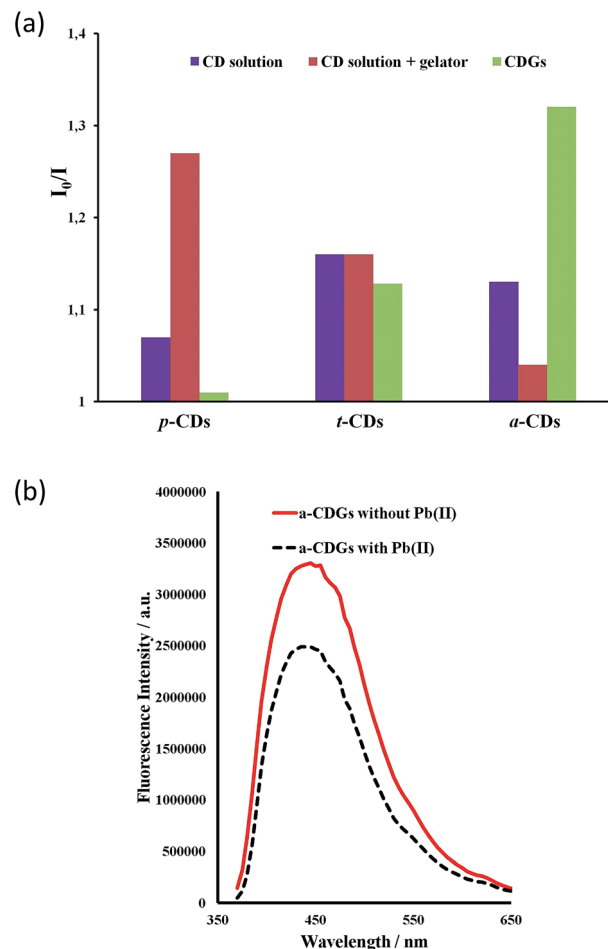 (a)
1,4
CD solution CD solution + gelator CDGs
1,3
I₀/I
1,2
1,1
1
p-CDs t-CDs a-CDs
(b)
4000000
a-CDGs without Pb(II)
3500000
a-CDGs with Pb(II)
3000000
2500000
Fluorescence Intensity / a.u.
2000000
1500000
1000000
500000
0
350 450 550 650
Wavelength / nm